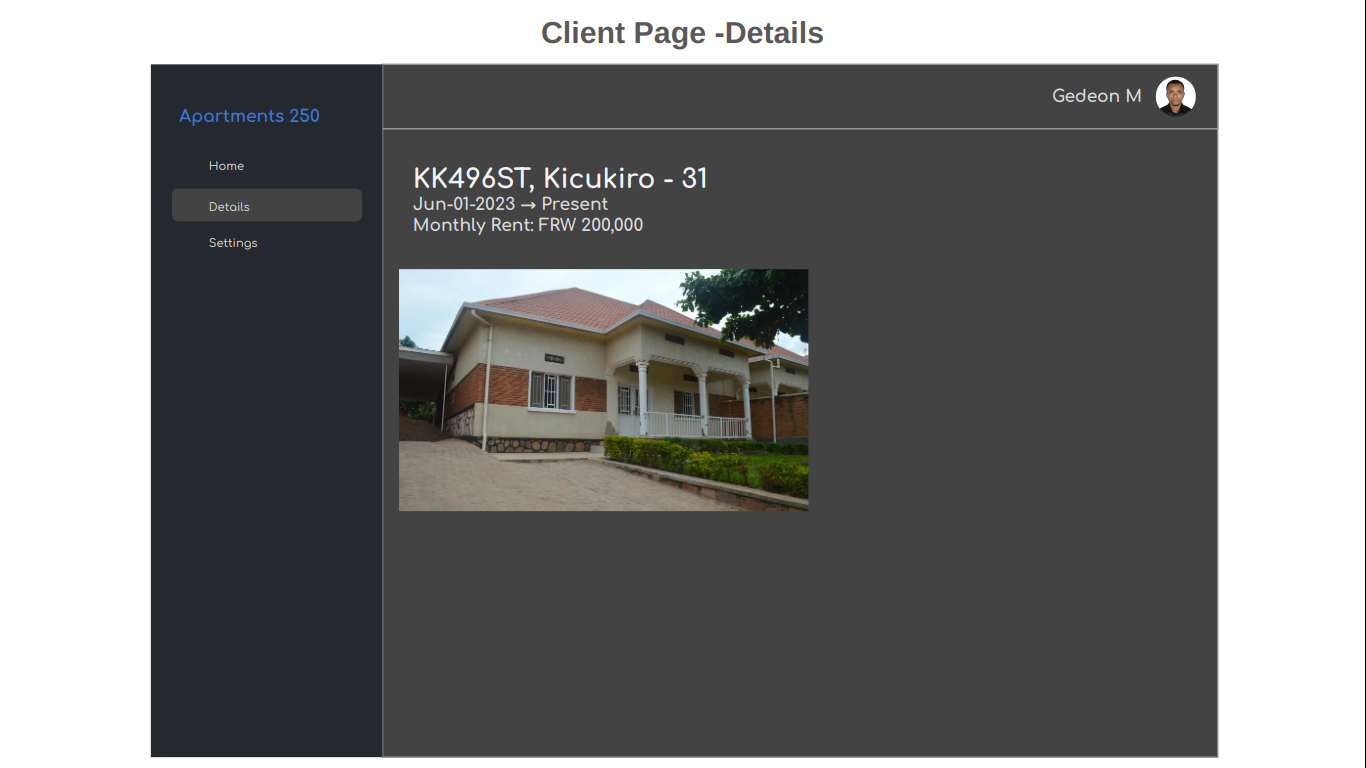 Client Page -Details
Apartments 250
Home
Details
Settings
Gedeon M
KK496ST, Kicukiro - 31
Jun-01-2023 → Present
Monthly Rent: FRW 200,000